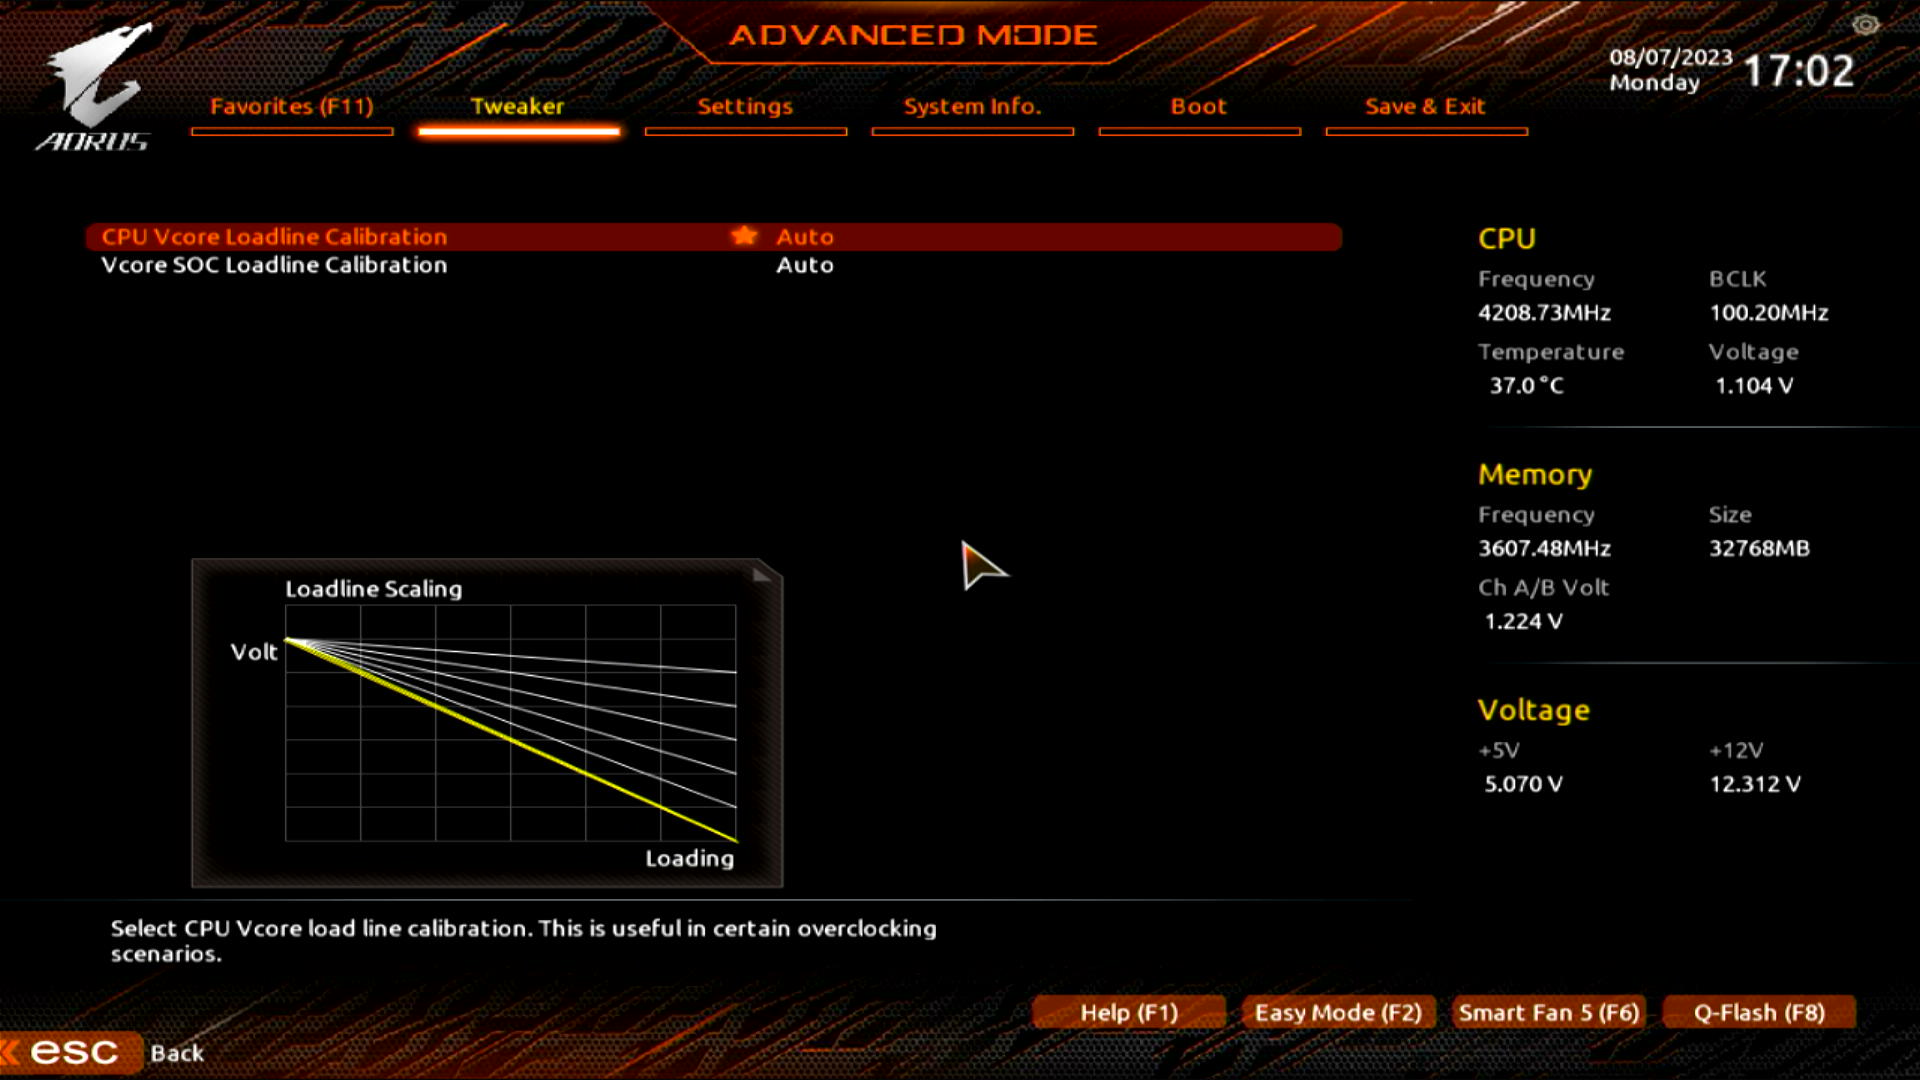 ADVANCED MODE
08/07/2023
Monday
17:02
AORUS
Favorites (F11)
Tweaker
Settings
System Info.
Boot
Save & Exit
CPU Vcore Loadline Calibration
Auto
Vcore SOC Loadline Calibration
Auto
CPU
Frequency
BCLK
4208.73MHz
100.20MHz
Temperature
Voltage
37.0 °C
1.104 V
Memory
Frequency
Size
3607.48MHz
32768MB
Ch A/B Volt
1.224 V
Voltage
+5V
+12V
5.070 V
12.312 V
Loadline Scaling
Volt
Loading
Select CPU Vcore load line calibration. This is useful in certain overclocking
scenarios.
Help (F1)
Easy Mode (F2)
Smart Fan 5 (F6)
Q-Flash (F8)
esc
Back